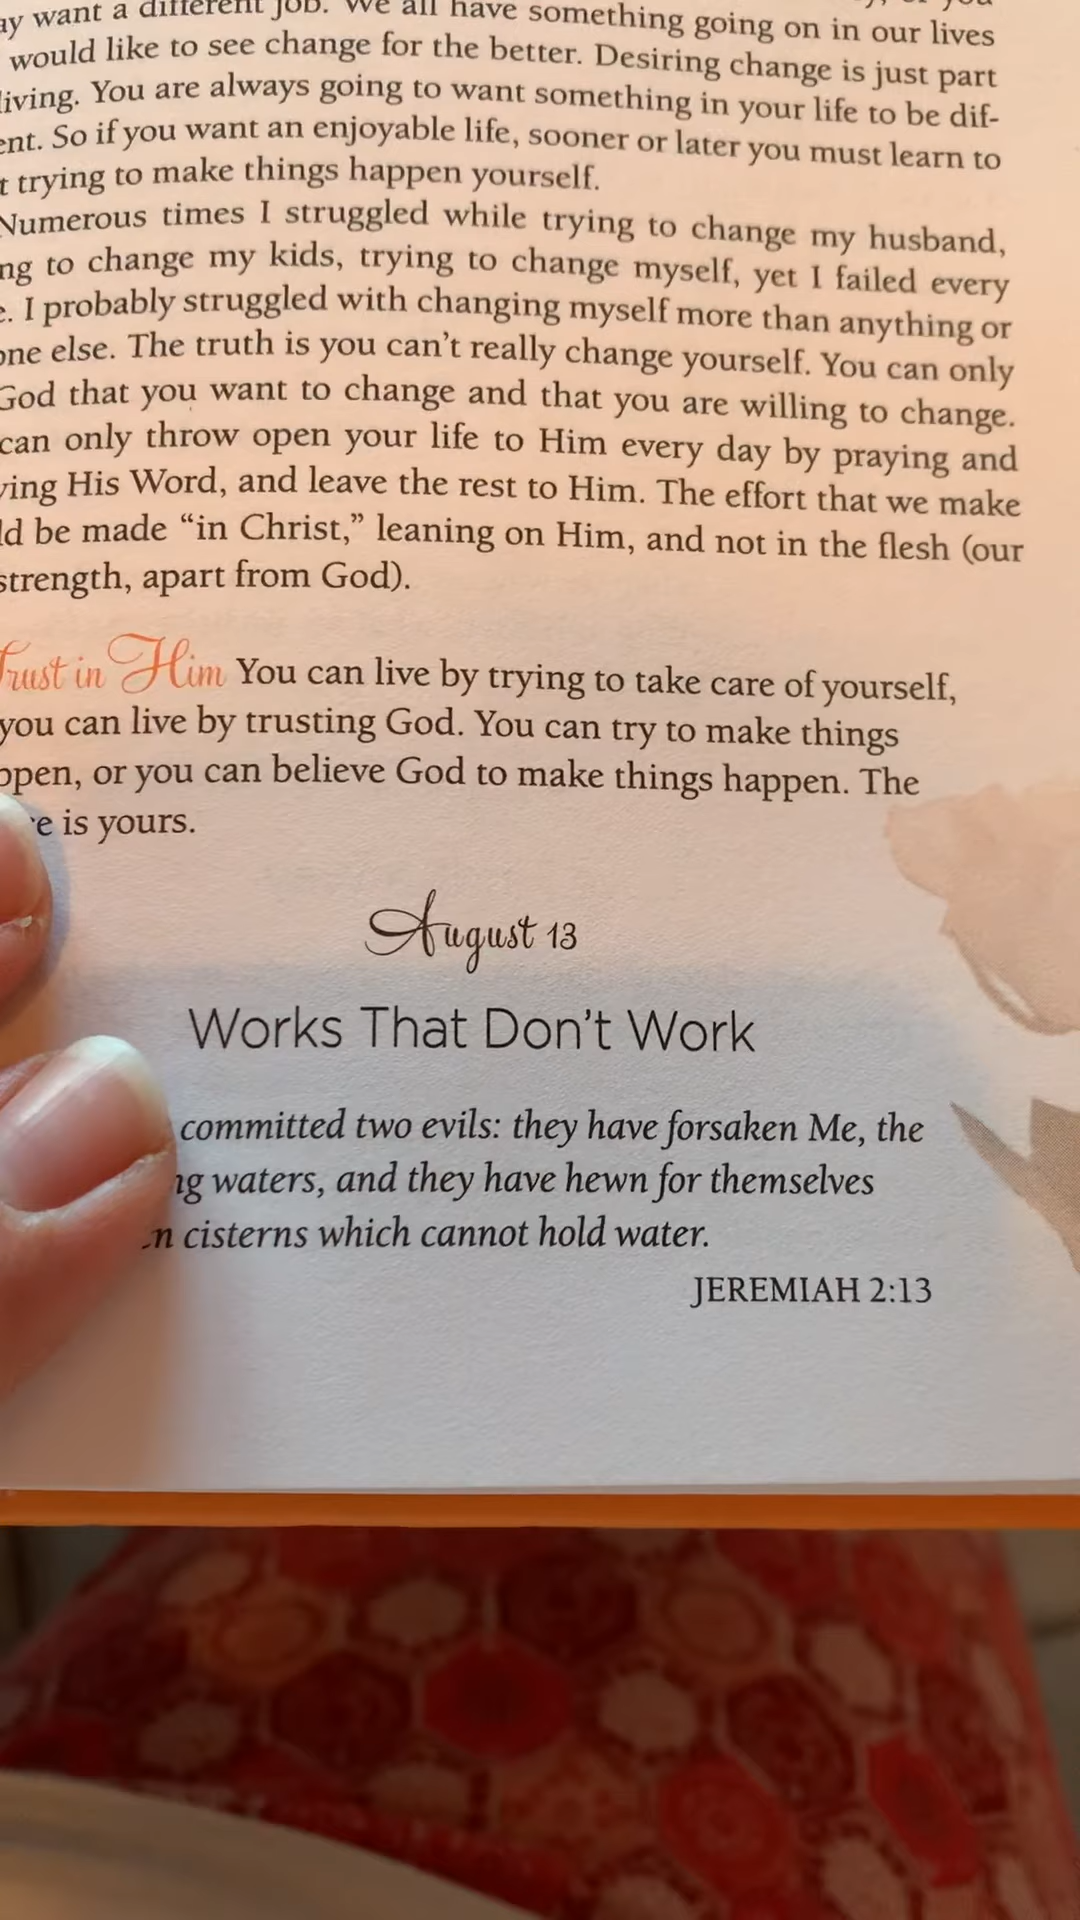 want a different job. We all have something going on in our lives
would like to see change for the better. Desiring change is just part
living. You are always going to want something in your life to be dif-
ent. So if you want an enjoyable life, sooner or later you must learn to
t trying to make things happen yourself.
Numerous times I struggled while trying to change my husband,
ng to change my kids, trying to change myself, yet I failed every
e. I probably struggled with changing myself more than anything or
one else. The truth is you can't really change yourself. You can only
God that you want to change and that you are willing to change.
can only throw open your life to Him every day by praying and
ying His Word, and leave the rest to Him. The effort that we make
ld be made “in Christ,” leaning on Him, and not in the flesh (our
strength, apart from God).
Trust in Him You can live by trying to take care of yourself,
you can live by trusting God. You can try to make things
ppen, or you can believe God to make things happen. The
e is yours.
August 13
Works That Don't Work
committed two evils: they have forsaken Me, the
ng waters, and they have hewn for themselves
n cisterns which cannot hold water.
JEREMIAH 2:13